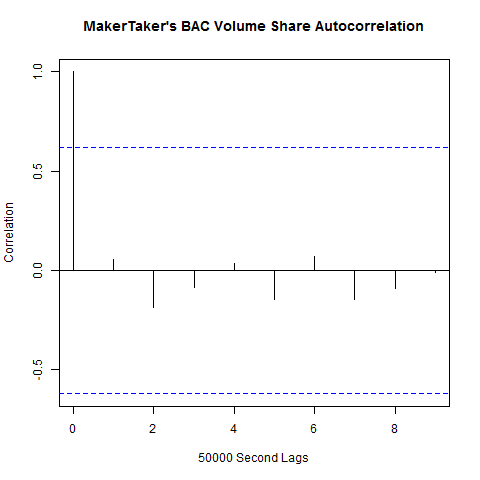 MakerTaker's BAC Volume Share Autocorrelation
1.0
0.5
0.0
-0.5
Correlation
0 2 4 6 8
50000 Second Lags